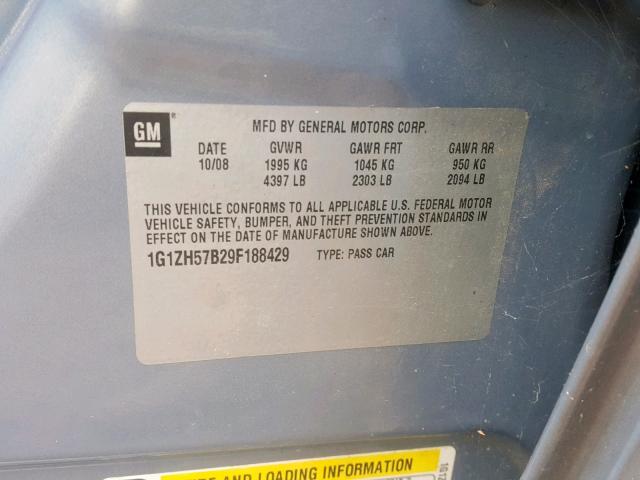 GM ® MFD BY GENERAL MOTORS CORP.
DATE GVWR GAWR FRT GAWR RR
10/08 1995 KG 1045 KG 950 KG
4397 LB 2303 LB 2094 LB
THIS VEHICLE CONFORMS TO ALL APPLICABLE U.S. FEDERAL MOTOR
VEHICLE SAFETY, BUMPER, AND THEFT PREVENTION STANDARDS IN
EFFECT ON THE DATE OF MANUFACTURE SHOWN ABOVE.
1G1ZH57B29F188429 TYPE: PASS CAR
AND LOADING INFORMATION